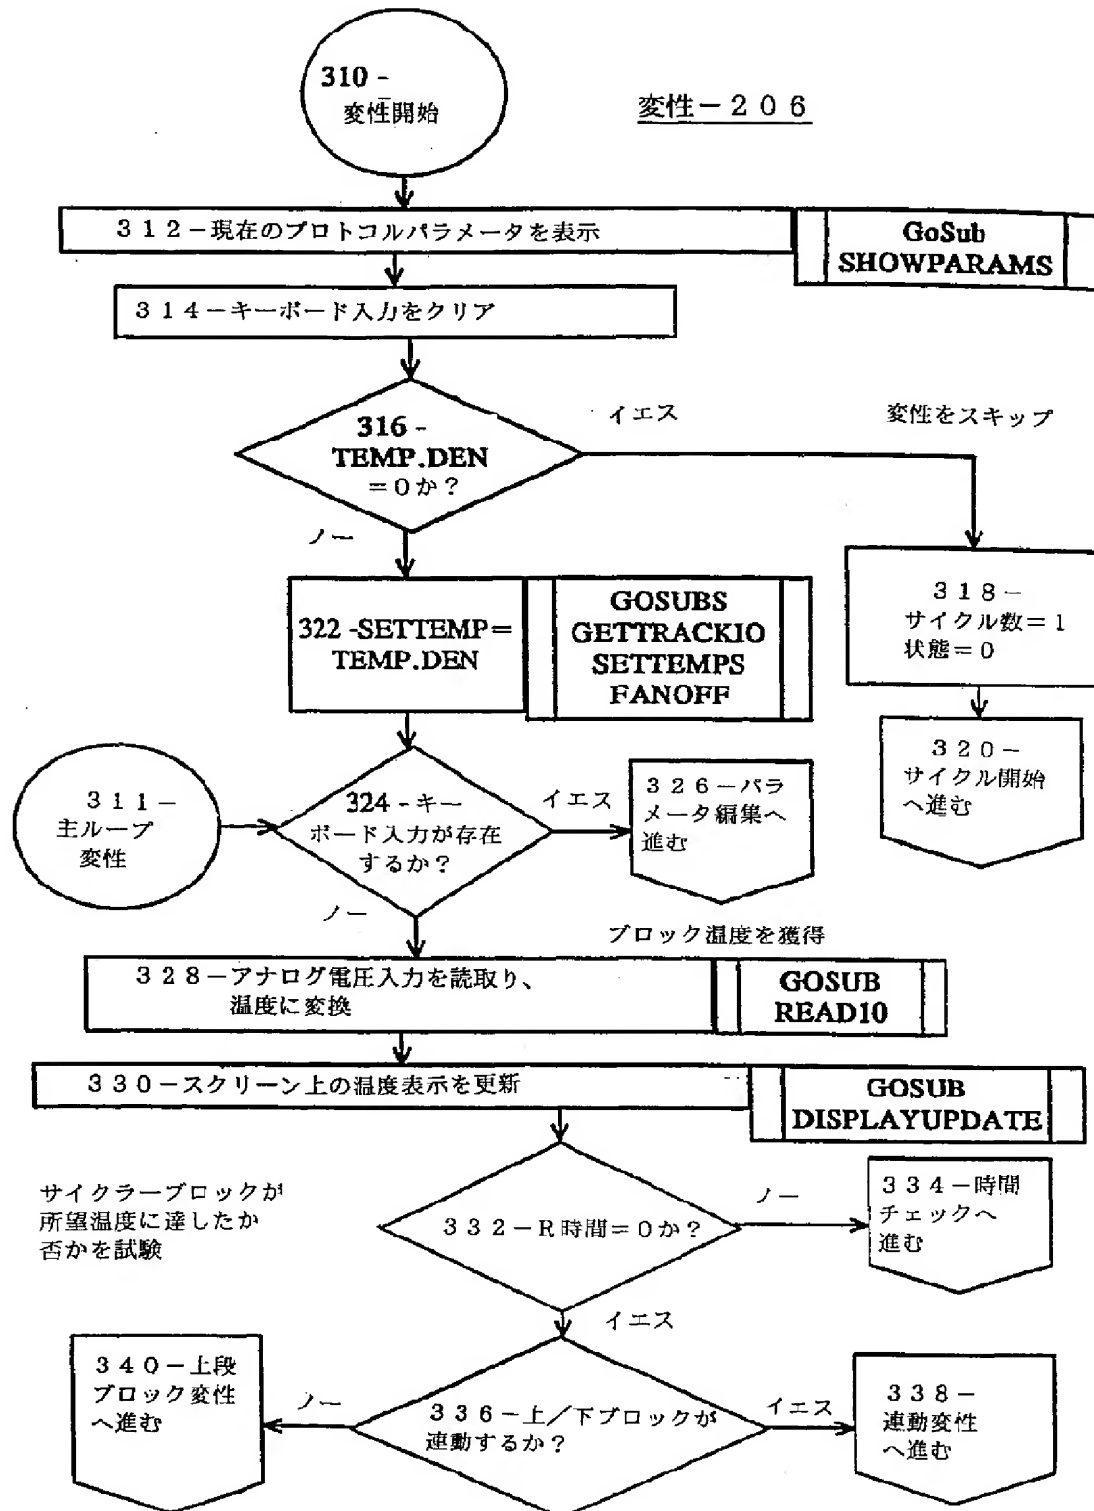 310 -
変性開始
変性－２０６
３１２－現在のプロトコルパラメータを表示
GoSub
SHOWPARAMS
３１４－キーボード入力をクリア
316 -
TEMP.DEN
＝０か？
イエス
変性をスキップ
ノー
322 -SETTEMP＝
TEMP.DEN
GOSUBS
GETTRACKIO
SETTEMPS
FANOFF
３１８－
サイクル数＝１
状態＝０
３２０－
サイクル開始
へ進む
３１１－
主ループ
変性
324 -キー
ボード入力が存在
するか？
イエス
３２６－パラ
メータ編集へ
進む
ノー
ブロック温度を獲得
３２８－アナログ電圧入力を読取り、
温度に変換
GOSUB
READ10
３３０－スクリーン上の温度表示を更新
GOSUB
DISPLAYUPDATE
サイクラーブロックが
所望温度に達したか
否かを試験
３３２－R時間＝０か？
ノー
３３４－時間
チェックへ
進む
イエス
３４０－上段
ブロック変性
へ進む
ノー
３３６－上／下ブロックが
連動するか？
イエス
３３８－
連動変性
へ進む